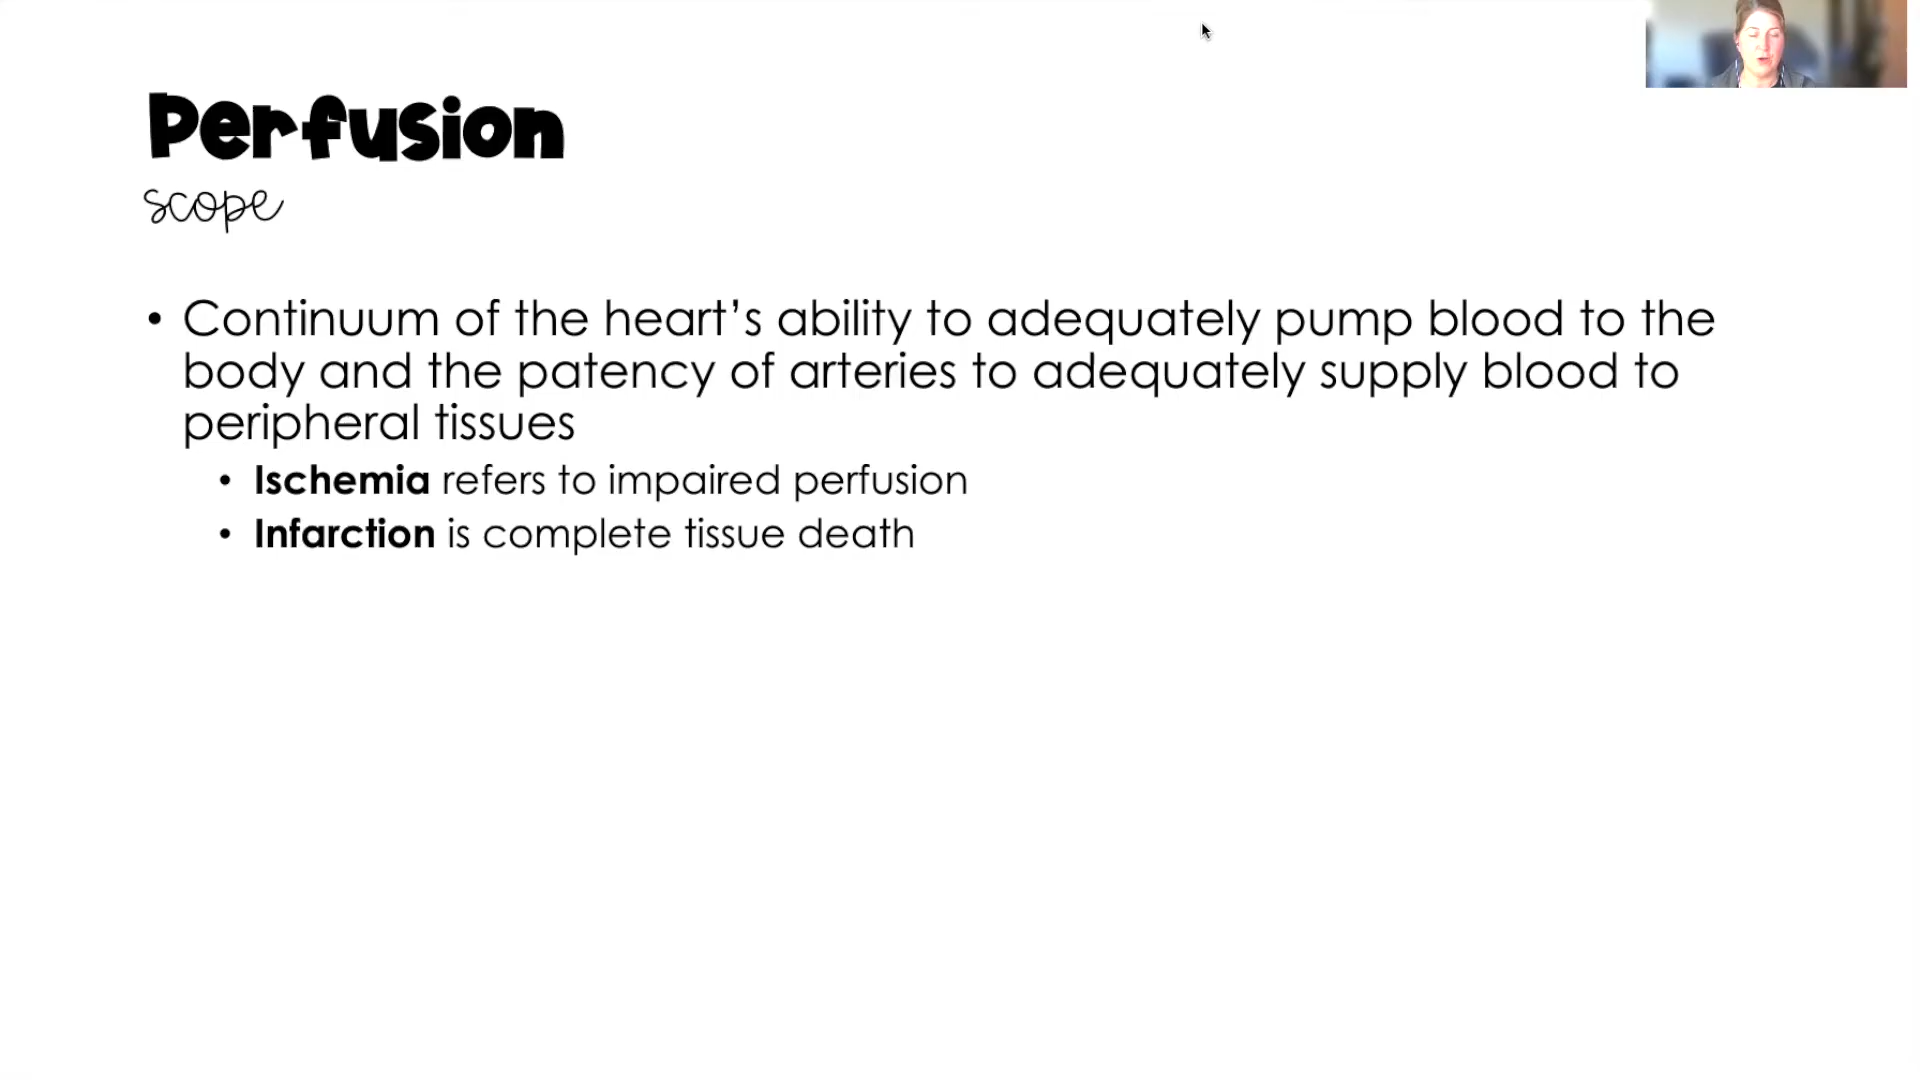 Perfusion
scope
• Continuum of the heart’s ability to adequately pump blood to the
body and the patency of arteries to adequately supply blood to
peripheral tissues
• Ischemia refers to impaired perfusion
• Infarction is complete tissue death